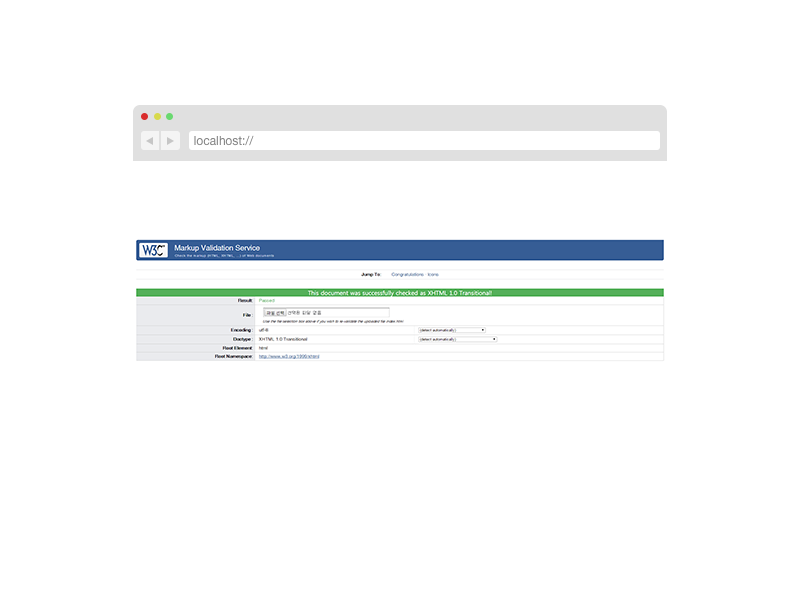 localhost://
W3C
Markup Validation Service
Check the markup (HTML, XHTML, …) of Web documents
Jump To: Congratulations · Icons
This document was successfully checked as XHTML 1.0 Transitional!
Result: Passed
File: 파일 선택 선택된 파일 없음
Use the file selection tool above if you want to re-validate the uploaded file index.html
Encoding: utf-8 (detect automatically)
Doctype: XHTML 1.0 Transitional (detect automatically)
Root Element: html
Root Namespace: http://www.w3.org/1999/xhtml